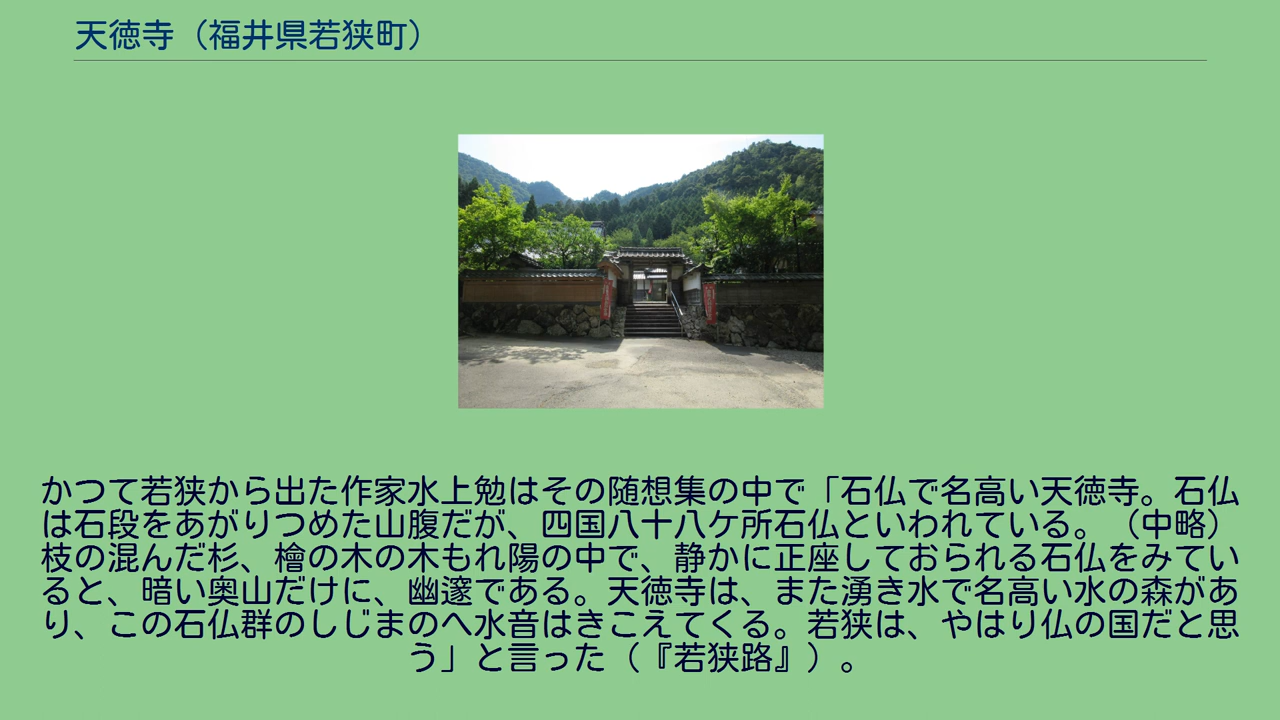 天徳寺（福井県若狭町）
かつて若狭から出た作家水上勉はその随想集の中で「石仏で名高い天徳寺。石仏
は石段をあがりつめた山腹だが、四国八十八ケ所石仏といわれている。（中略）
枝の混んだ杉、檜の木の木もれ陽の中で、静かに正座しておられる石仏をみてい
ると、暗い奥山だけに、幽邃である。天徳寺は、また湧き水で名高い水の森があ
り、この石仏群のしじまのへ水音はきこえてくる。若狭は、やはり仏の国だと思
う」と言った（『若狭路』）。